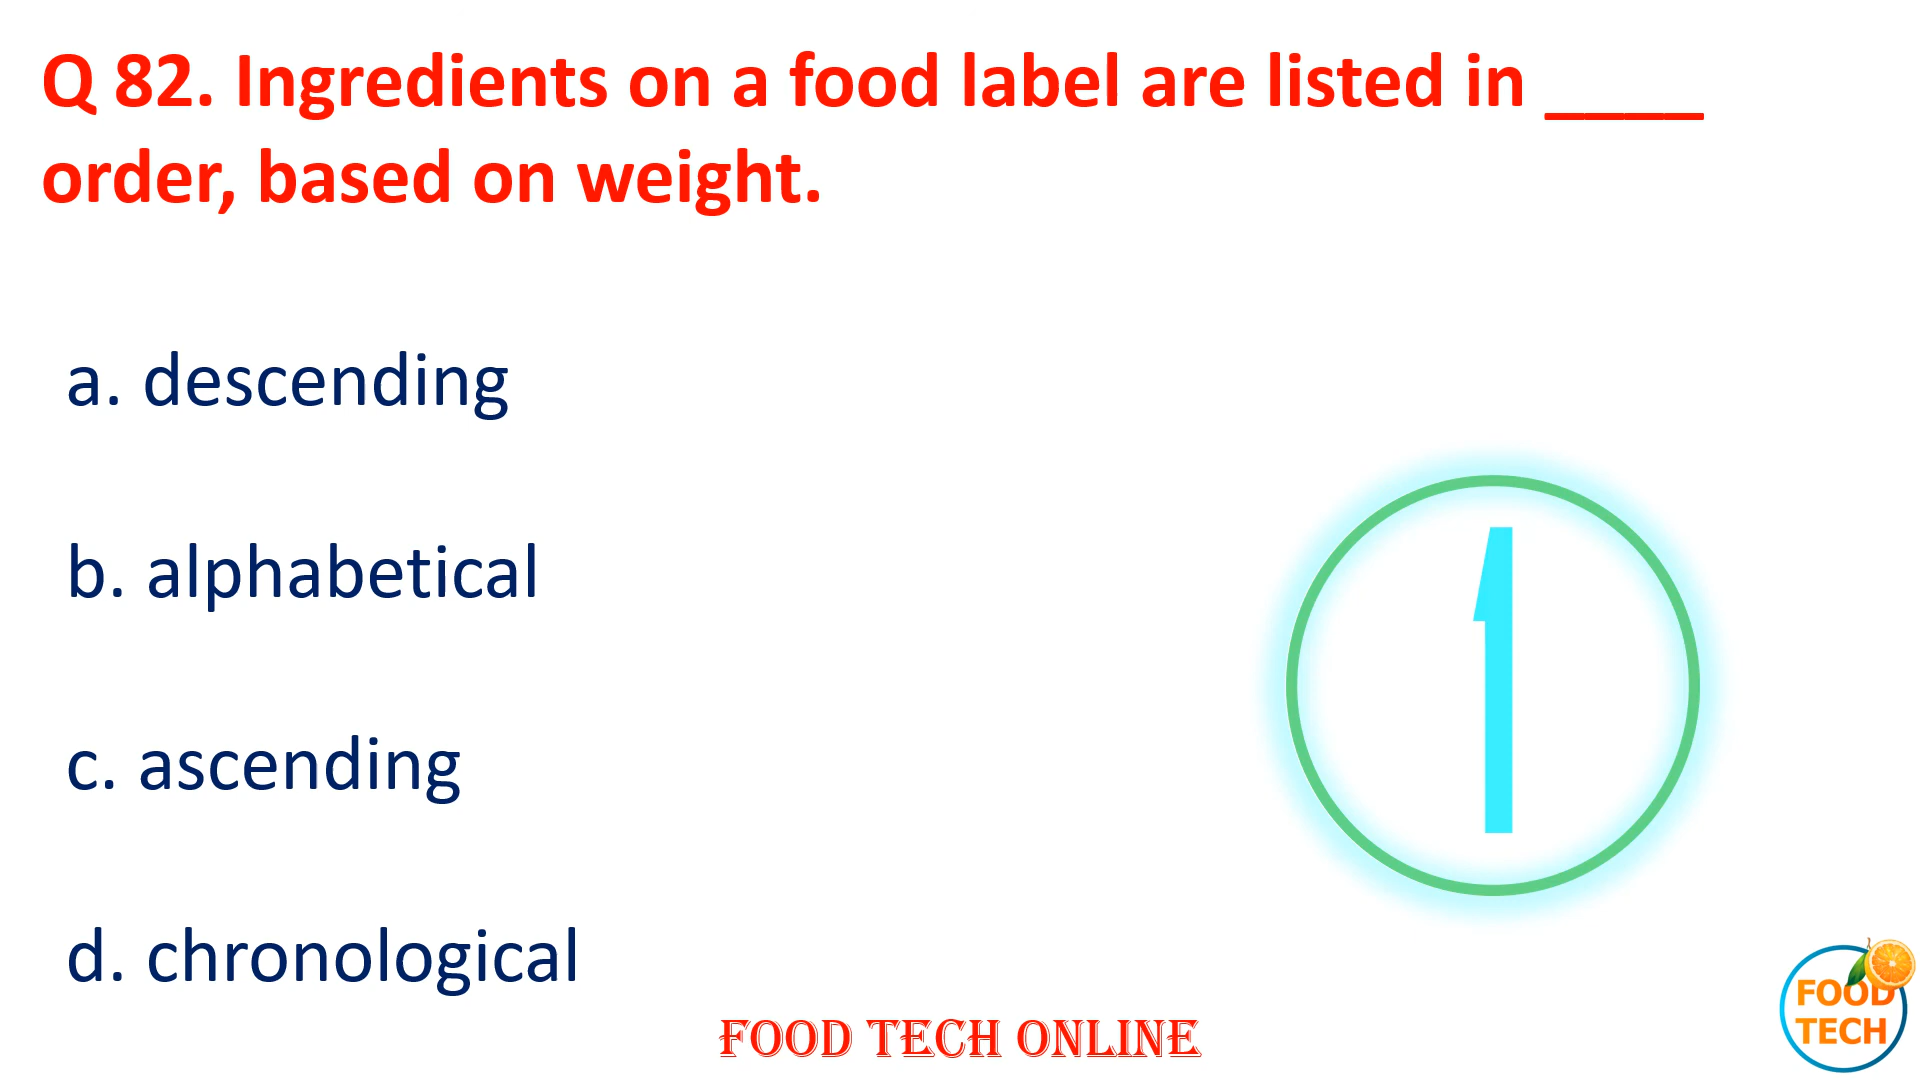 Q 82. Ingredients on a food label are listed in ____
order, based on weight.
a. descending
b. alphabetical
c. ascending
1
d. chronological
FOOD TECH ONLINE
FOOD
TECH